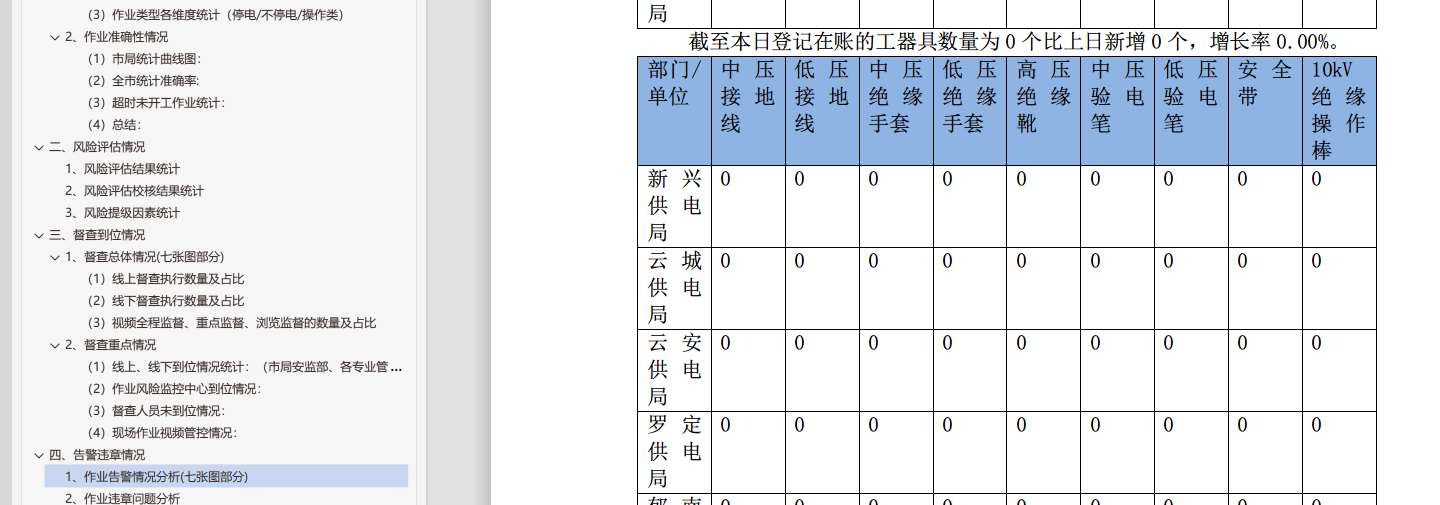 （3）作业类型各维度统计（停电/不停电/操作类）
2、作业准确性情况
（1）市局统计曲线图：
（2）全市统计准确率:
（3）超时未开工作业统计：
（4）总结：
二、风险评估情况
1、风险评估结果统计
2、风险评估校核结果统计
3、风险提级因素统计
三、督查到位情况
1、督查总体情况(七张图部分)
（1）线上督查执行数量及占比
（2）线下督查执行数量及占比
（3）视频全程监督、重点监督、浏览监督的数量及占比
2、督查重点情况
（1）线上、线下到位情况统计：（市局安监部、各专业管 ...
（2）作业风险监控中心到位情况：
（3）督查人员未到位情况：
（4）现场作业视频管控情况：
四、告警违章情况
1、作业告警情况分析(七张图部分)
2、作业违章问题分析
局
截至本日登记在账的工器具数量为 0 个比上日新增 0 个，增长率 0.00%。
部门/ 中压 低压 中压 低压 高压 中压 低压 安全 10kV
单位 接地 接地 绝缘 绝缘 绝缘 验电 验电 带 绝缘
线 线 手套 手套 靴 笔 笔 操作
棒
新兴 0 0 0 0 0 0 0 0 0
供电
局
云城 0 0 0 0 0 0 0 0 0
供电
局
云安 0 0 0 0 0 0 0 0 0
供电
局
罗定 0 0 0 0 0 0 0 0 0
供电
局
郁南 0 0 0 0 0 0 0 0 0